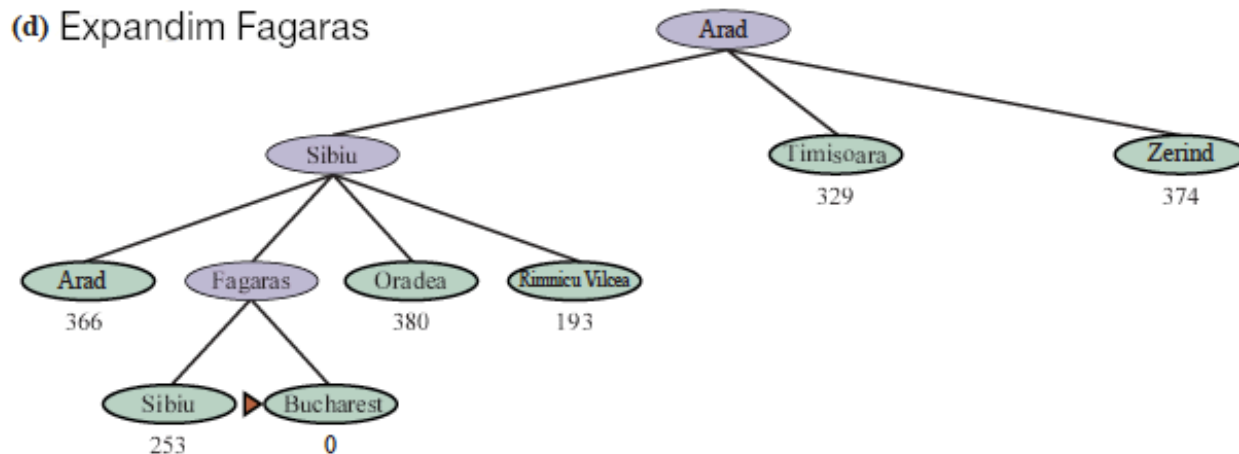 (d) Expandim Fagaras
Arad
Sibiu Timisoara Zerind
329 374
Arad Fagaras Oradea Rimnicu Vilcea
366 380 193
Sibiu Bucharest
253 0